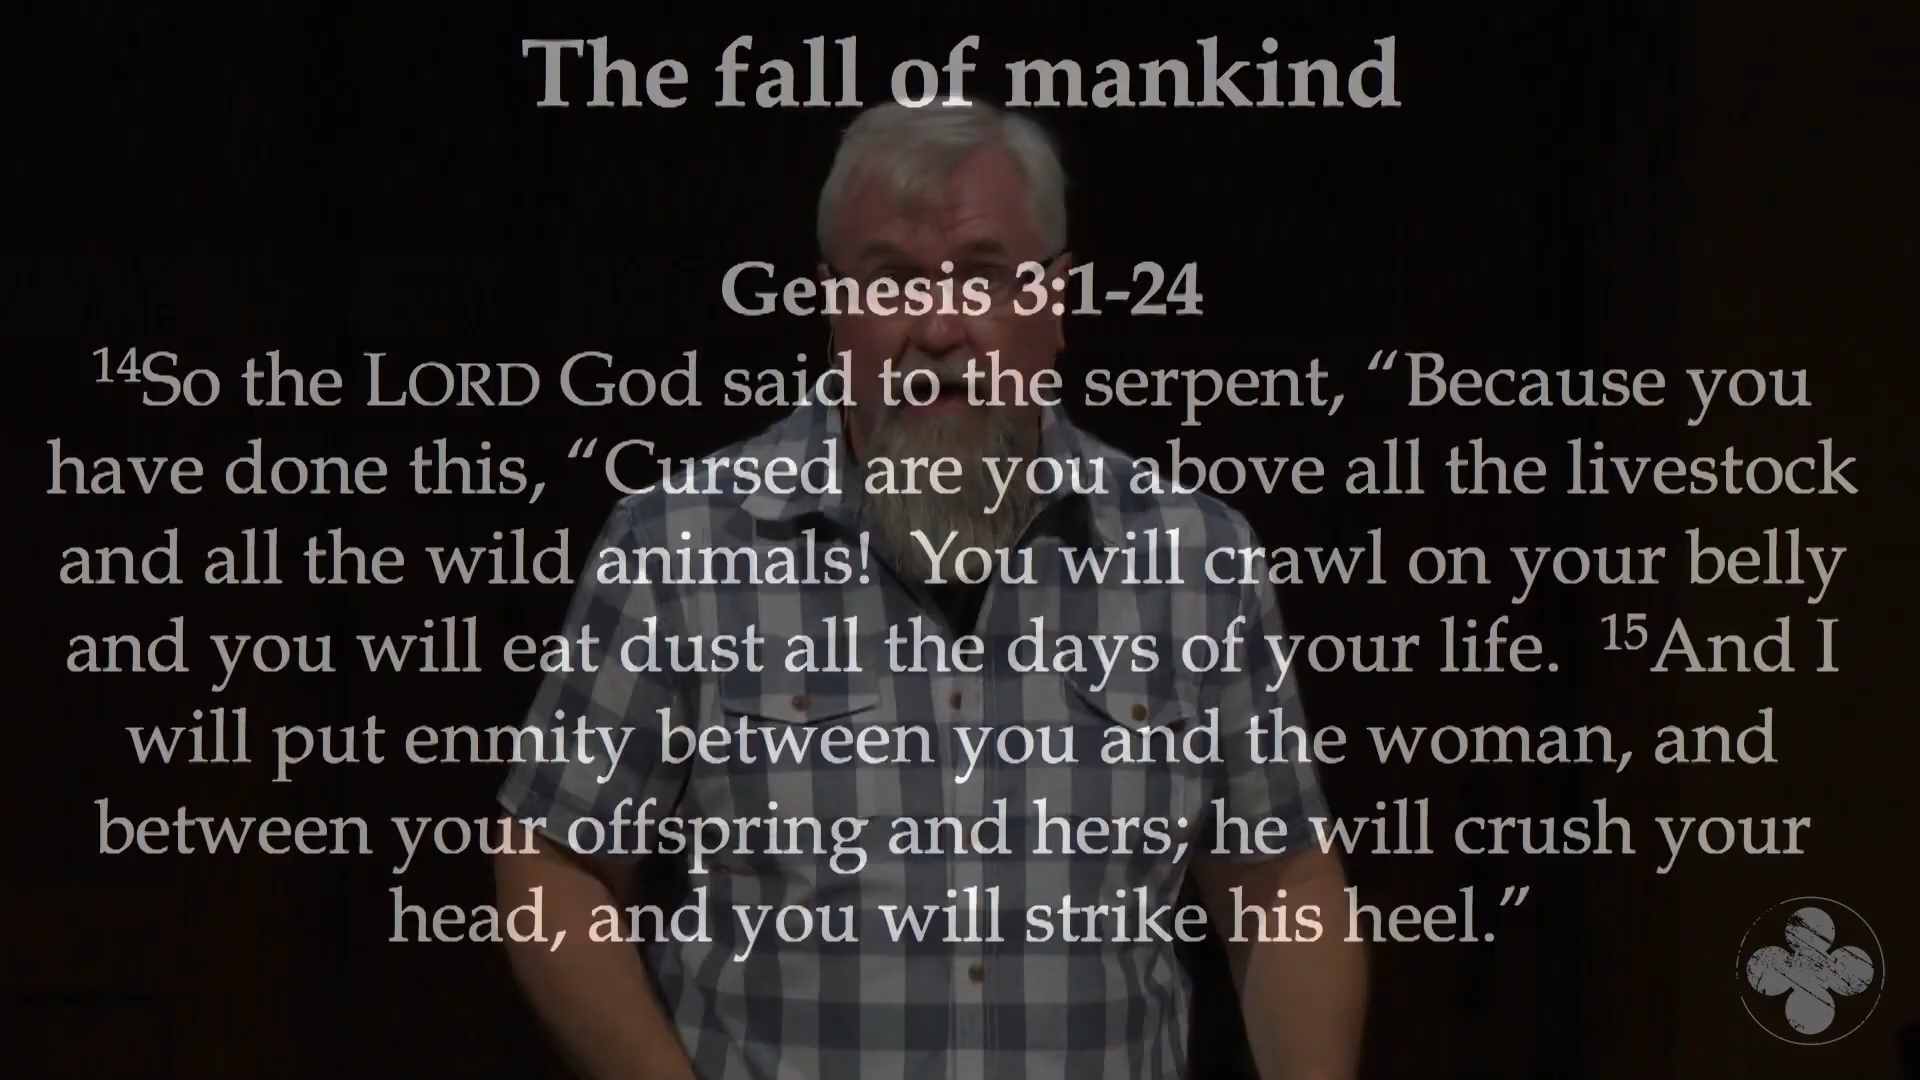 The fall of mankind
Genesis 3:1-24
¹⁴So the LORD God said to the serpent, “Because you
have done this, “Cursed are you above all the livestock
and all the wild animals!  You will crawl on your belly
and you will eat dust all the days of your life.  ¹⁵And I
will put enmity between you and the woman, and
between your offspring and hers; he will crush your
head, and you will strike his heel.”